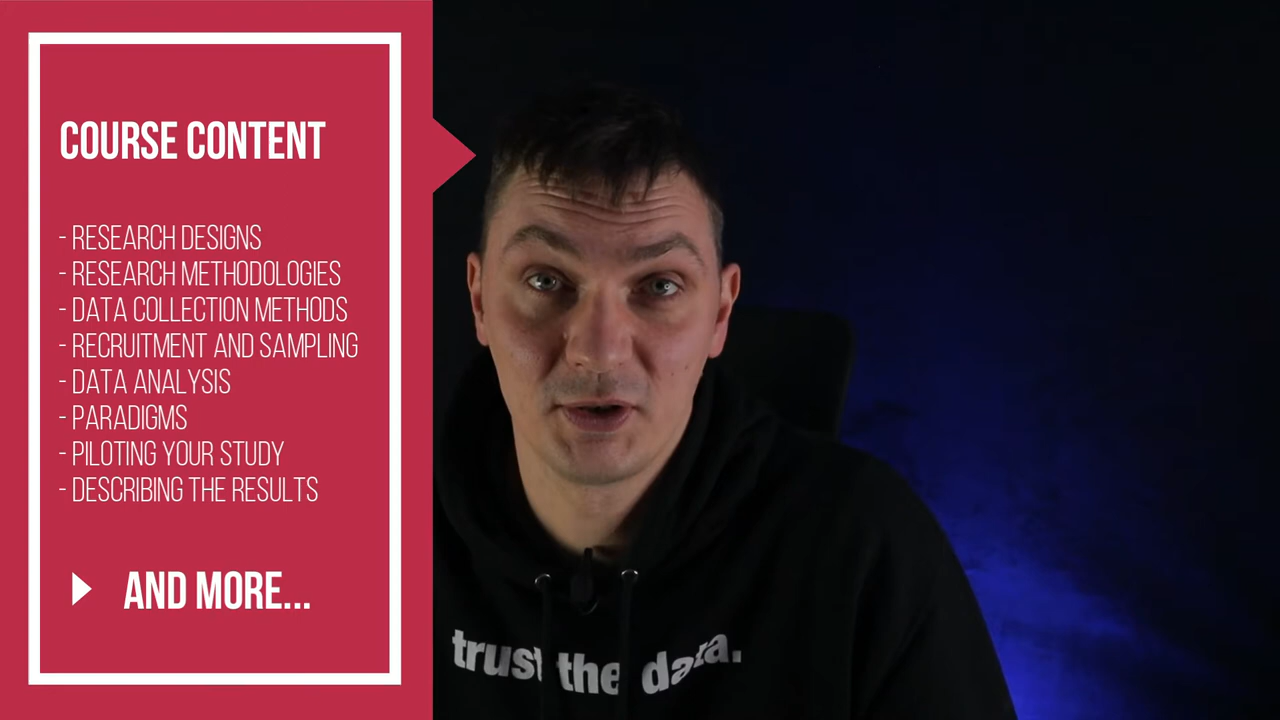 COURSE CONTENT
- RESEARCH DESIGNS
- RESEARCH METHODOLOGIES
- DATA COLLECTION METHODS
- RECRUITMENT AND SAMPLING
- DATA ANALYSIS
- PARADIGMS
- PILOTING YOUR STUDY
- DESCRIBING THE RESULTS
AND MORE...
trust the data.